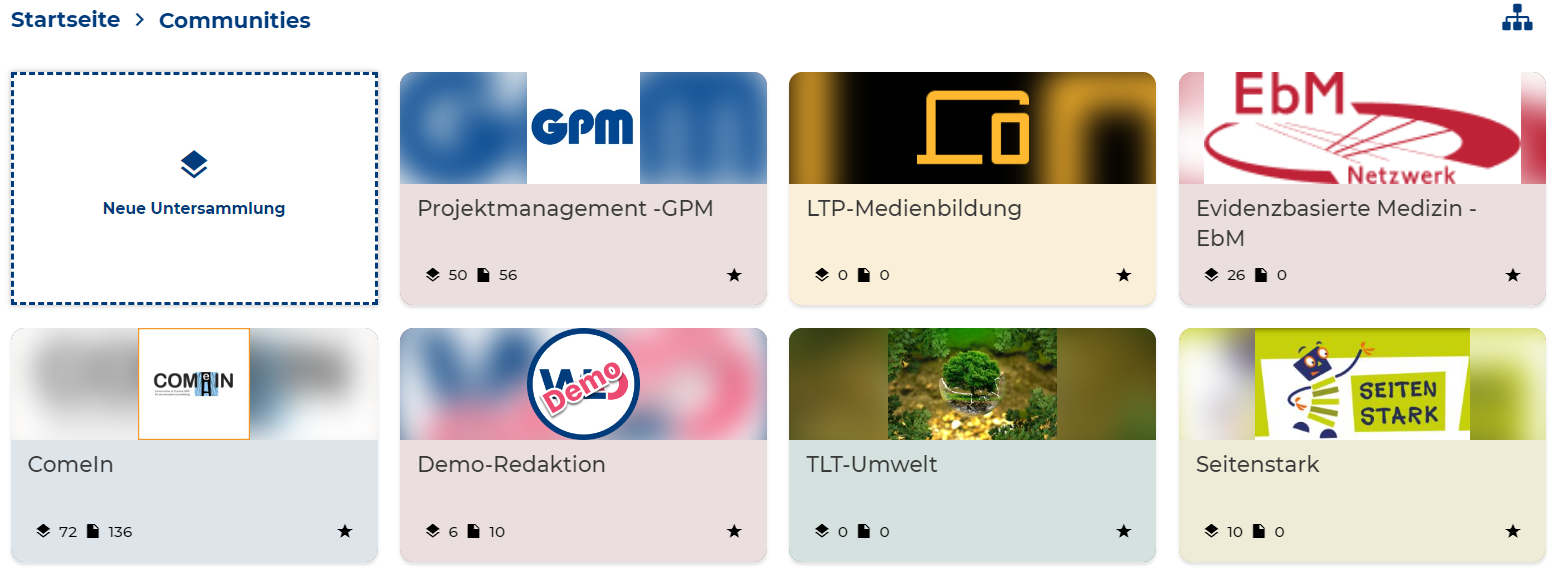 Startseite > Communities
Neue Untersammlung
GPM
Projektmanagement -GPM
50 56
LTP-Medienbildung
0 0
EbM
Netzwerk
Evidenzbasierte Medizin -
EbM
26 0
COMeIN
ComeIn
72 136
Demo
Demo-Redaktion
6 10
TLT-Umwelt
0 0
SEITEN
STARK
Seitenstark
10 0